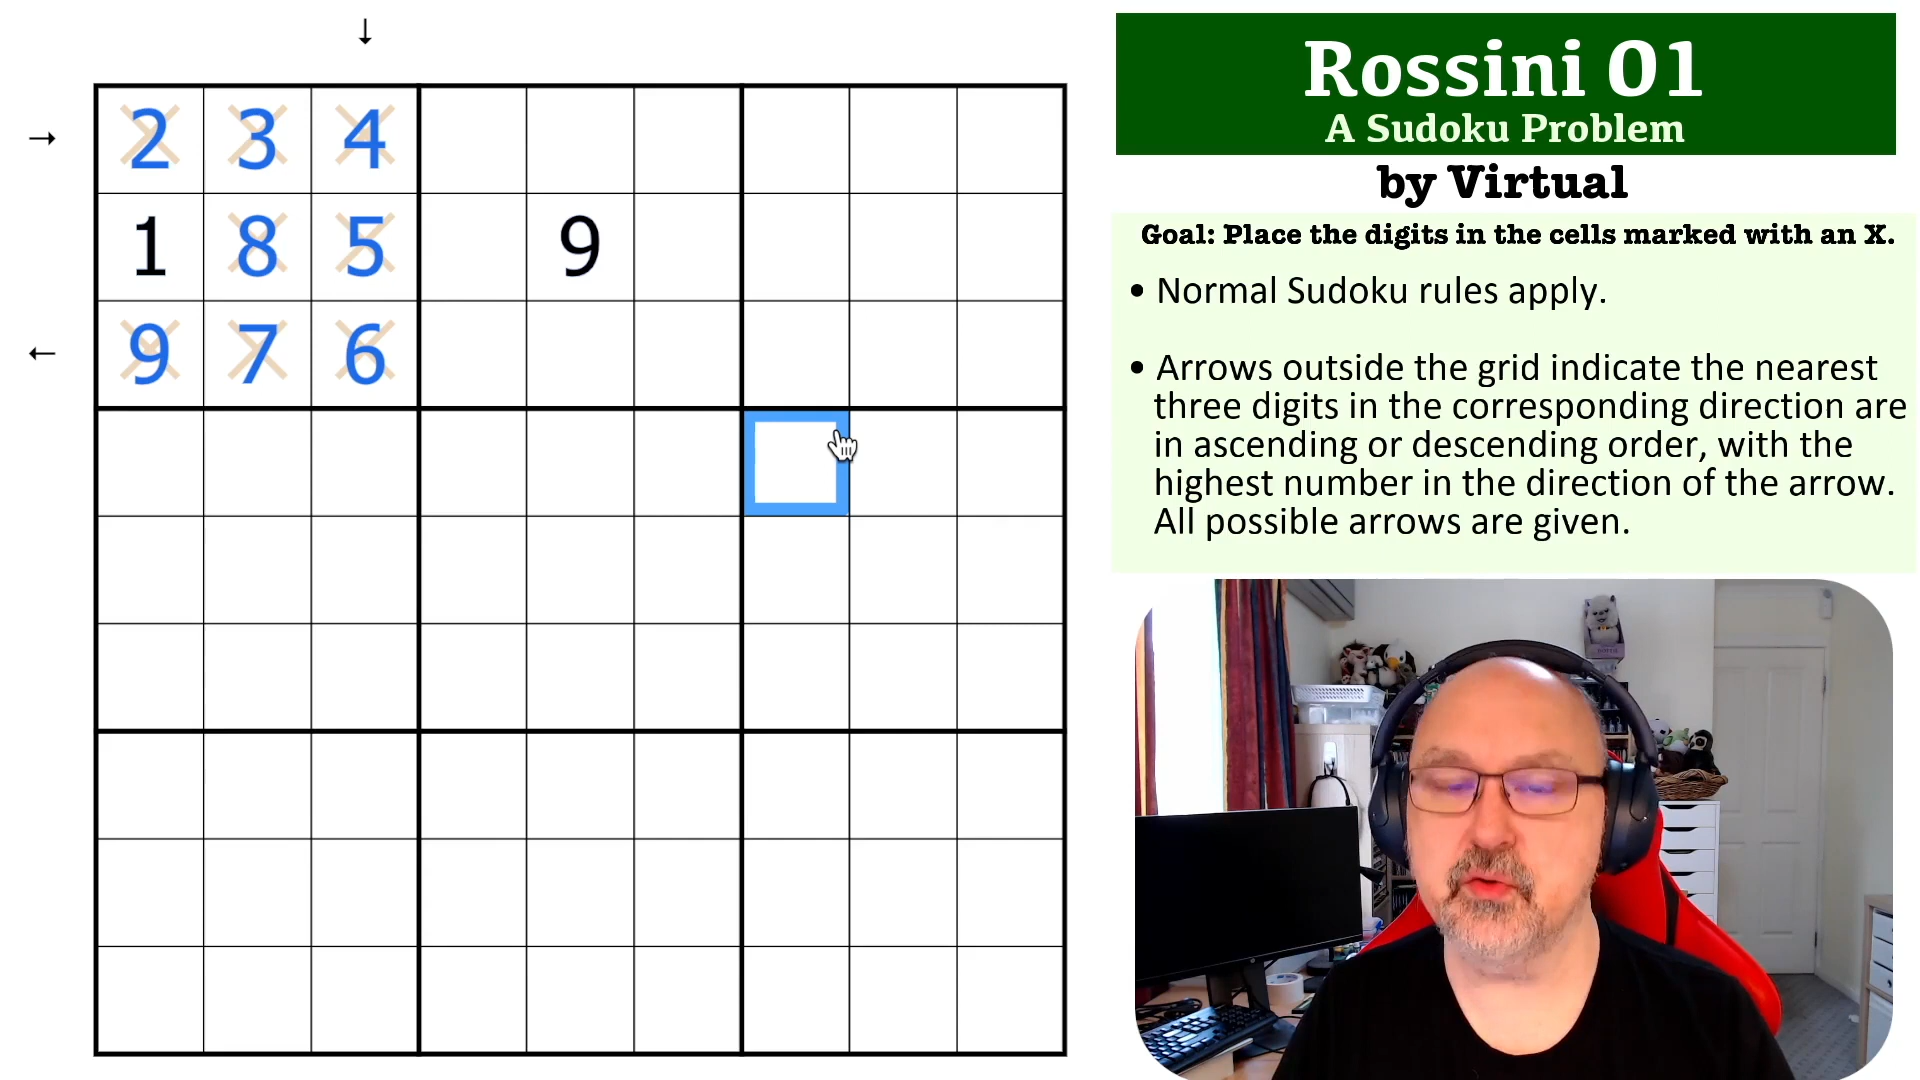 ↓
→ 2 3 4
1 8 5 9
← 9 7 6
Rossini 01
A Sudoku Problem
by Virtual
Goal: Place the digits in the cells marked with an X.
• Normal Sudoku rules apply.
• Arrows outside the grid indicate the nearest
three digits in the corresponding direction are
in ascending or descending order, with the
highest number in the direction of the arrow.
All possible arrows are given.